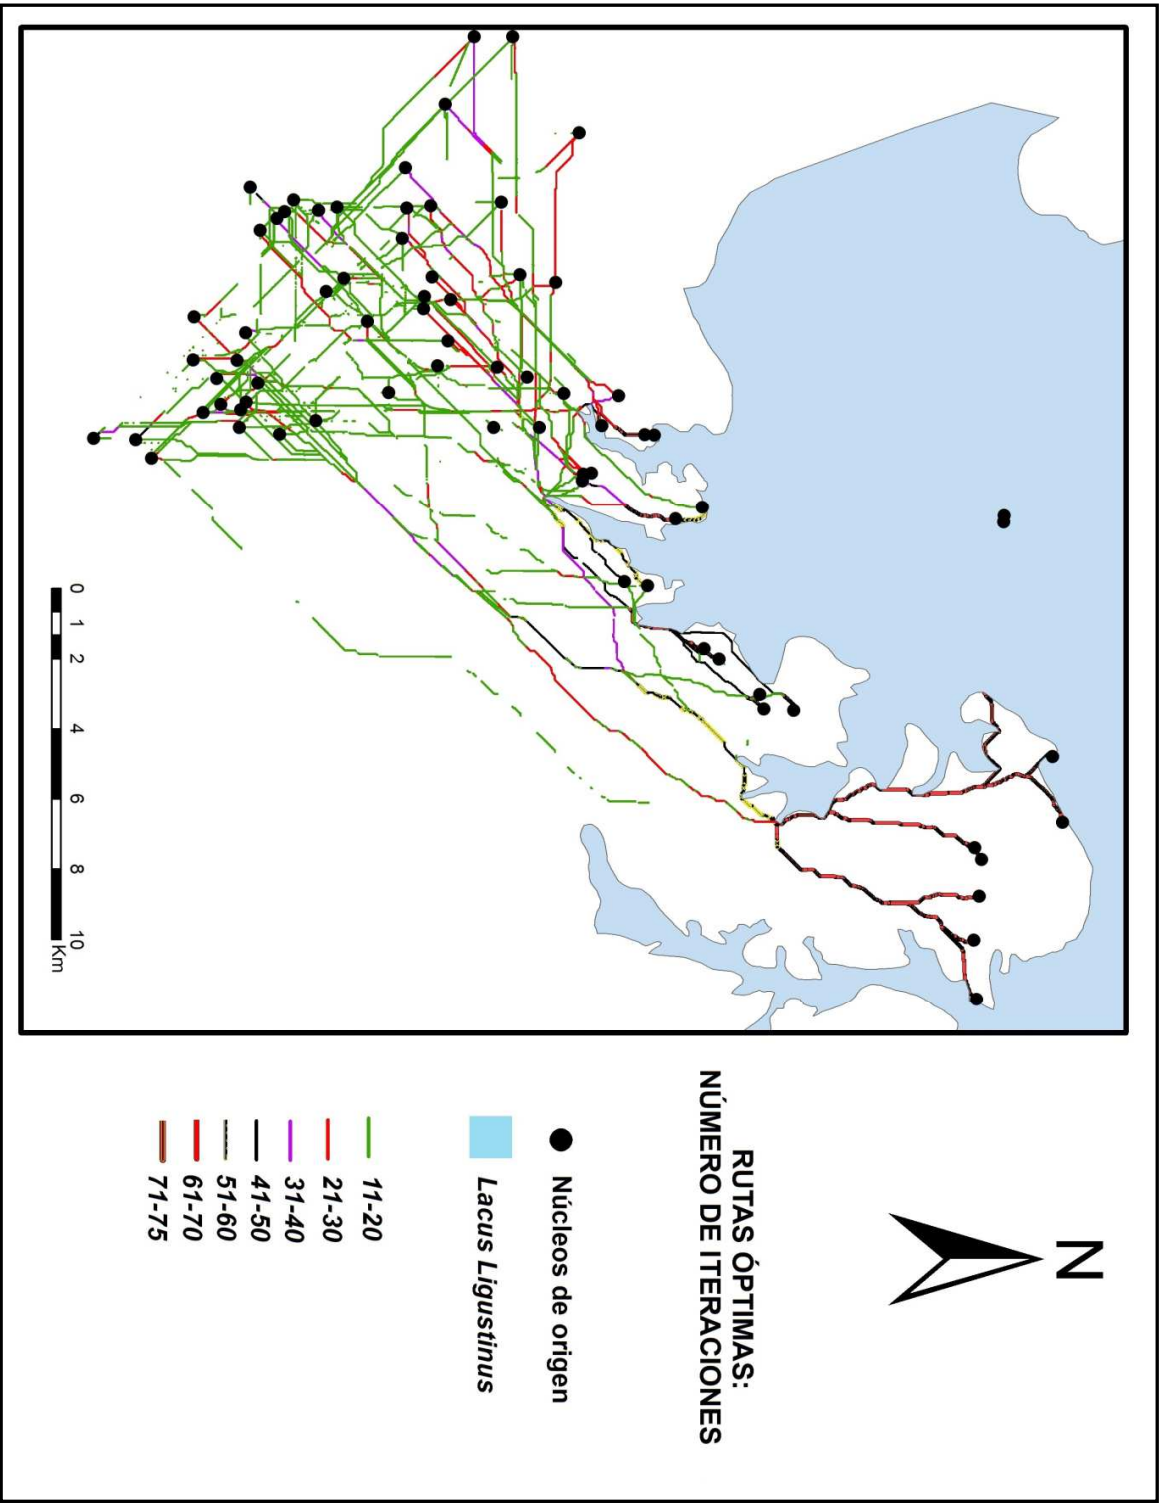 N
RUTAS ÓPTIMAS:
NÚMERO DE ITERACIONES
Núcleos de origen
Lacus Ligustinus
11-20
21-30
31-40
41-50
51-60
61-70
71-75
0 1 2 4 6 8 10
Km